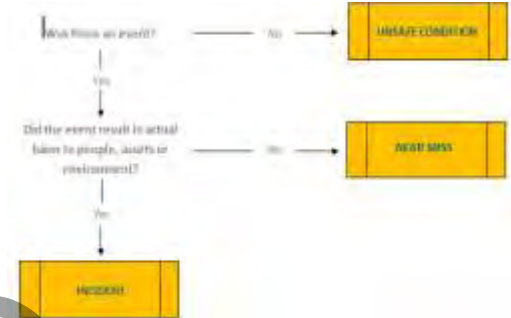 Was there an event?
No
UNSAFE CONDITION
Yes
Did the event result in actual
harm to people, assets or
environment?
No
NEAR MISS
Yes
INCIDENT